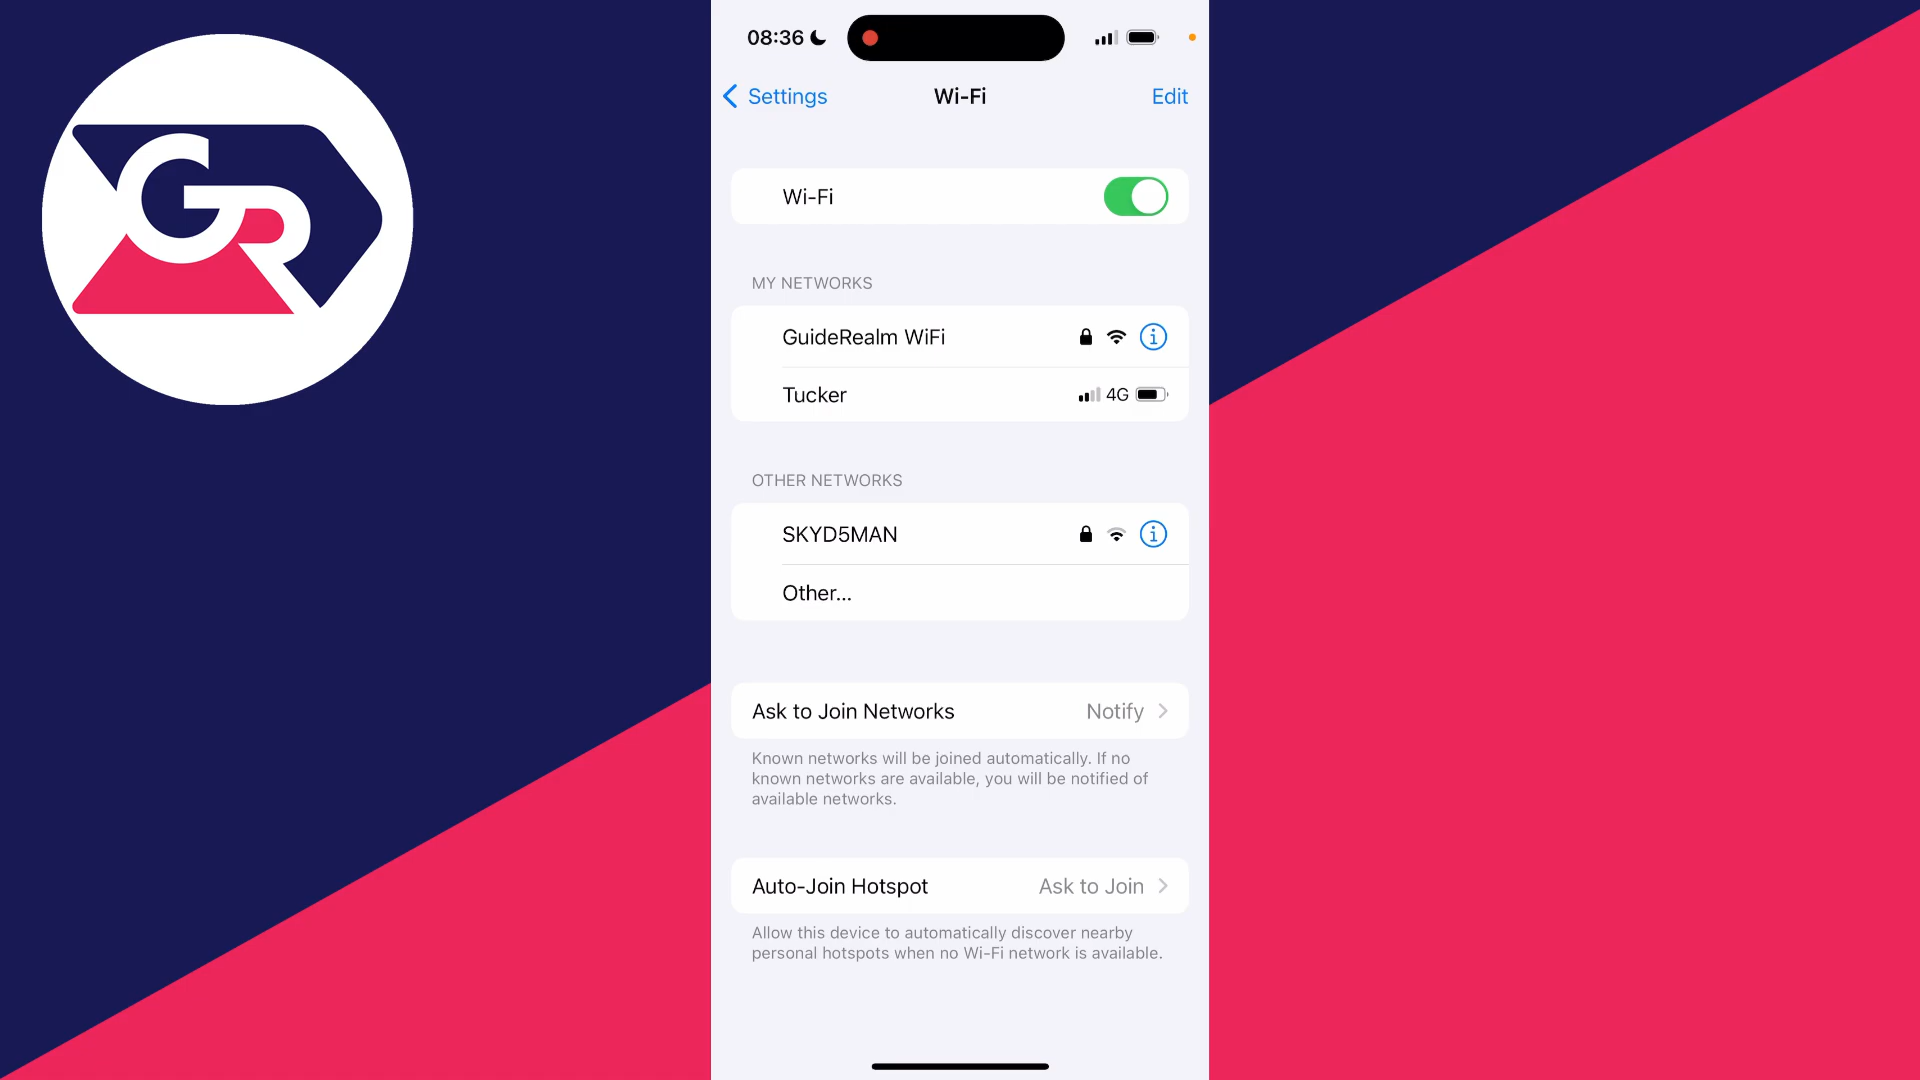 GR
08:36
Settings
Wi-Fi
Edit
Wi-Fi
MY NETWORKS
GuideRealm WiFi
Tucker
4G
OTHER NETWORKS
SKYD5MAN
Other...
Ask to Join Networks
Notify
Known networks will be joined automatically. If no
known networks are available, you will be notified of
available networks.
Auto-Join Hotspot
Ask to Join
Allow this device to automatically discover nearby
personal hotspots when no Wi-Fi network is available.